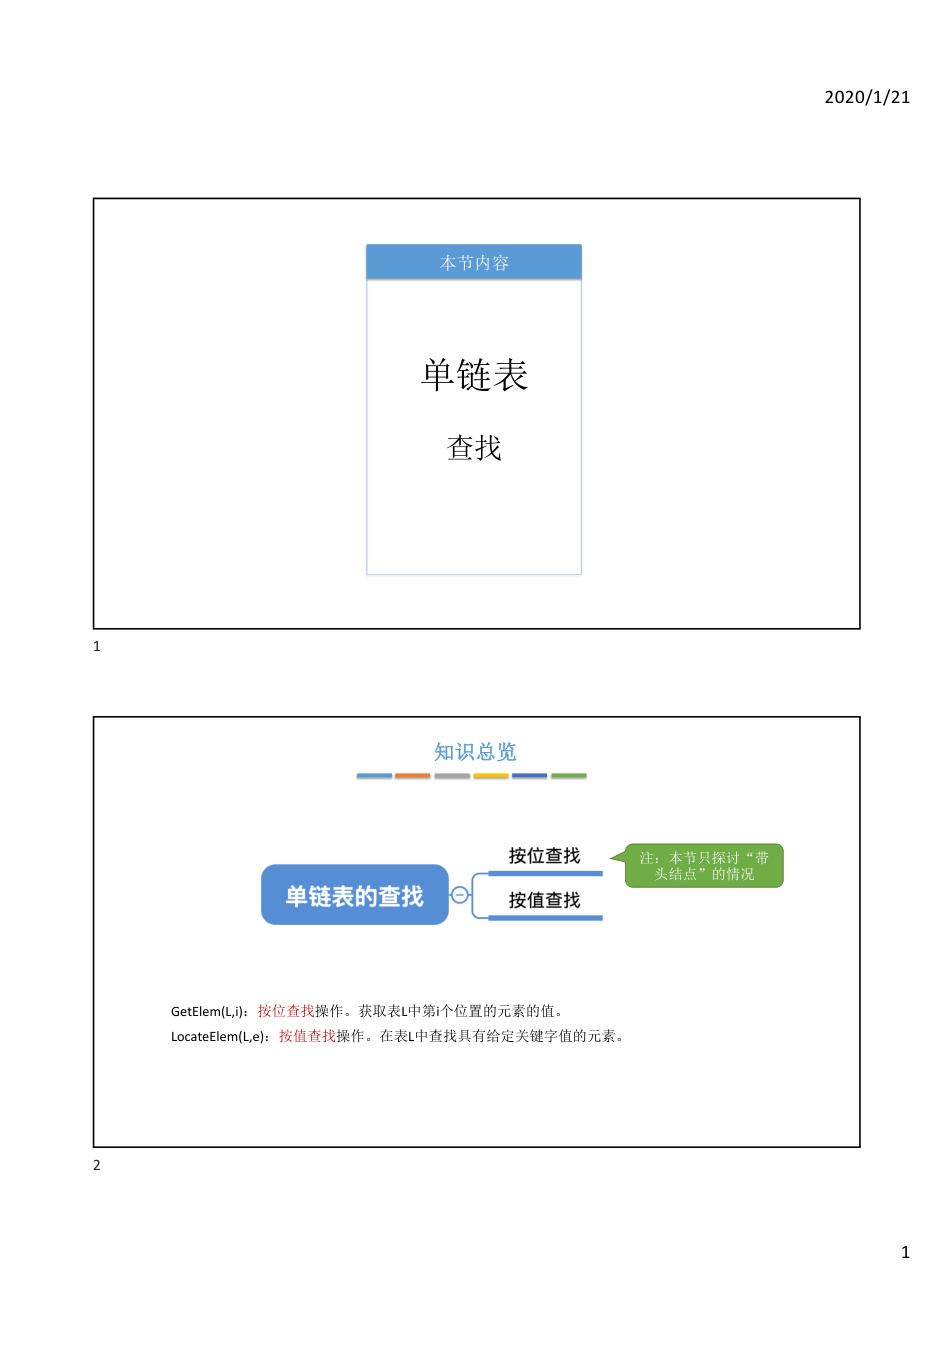 2020/1/21
本节内容
单链表
查找
1
知识总览
按位查找
注：本节只探讨“带
头结点”的情况
单链表的查找
按值查找
GetElem(L,i)：按位查找操作。获取表L中第i个位置的元素的值。
LocateElem(L,e)：按值查找操作。在表L中查找具有给定关键字值的元素。
2
1